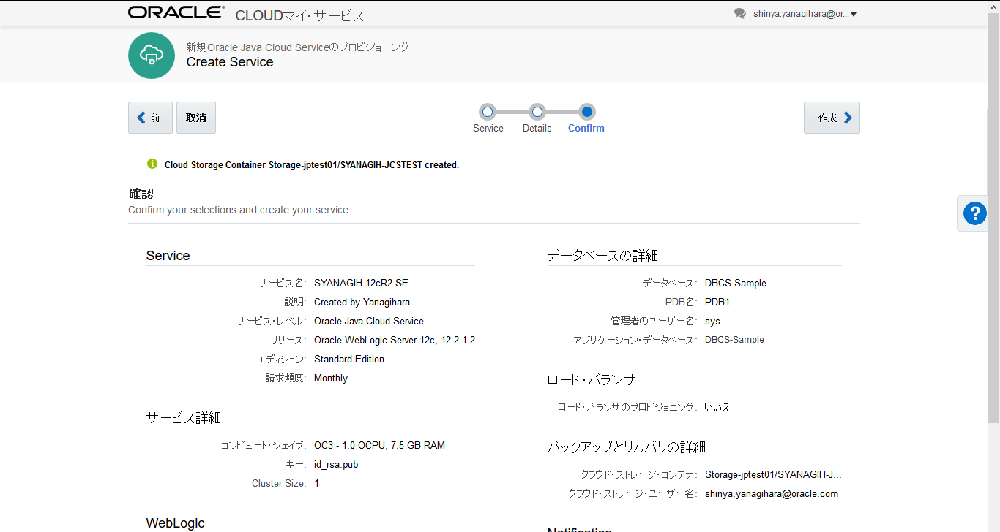 ORACLE® CLOUDマイ・サービス
shinya.yanagihara@or...
新規Oracle Java Cloud Serviceのプロビジョニング
Create Service
前
取消
Service
Details
Confirm
作成
Cloud Storage Container Storage-jptest01/SYANAGIH-JCSTEST created.
確認
Confirm your selections and create your service.
?
Service
サービス名: SYANAGIH-12cR2-SE
説明: Created by Yanagihara
サービス・レベル: Oracle Java Cloud Service
リリース: Oracle WebLogic Server 12c, 12.2.1.2
エディション: Standard Edition
請求頻度: Monthly
サービス詳細
コンピュート・シェイプ: OC3 - 1.0 OCPU, 7.5 GB RAM
キー: id_rsa.pub
Cluster Size: 1
WebLogic
データベースの詳細
データベース: DBCS-Sample
PDB名: PDB1
管理者のユーザー名: sys
アプリケーション・データベース: DBCS-Sample
ロード・バランサ
ロード・バランサのプロビジョニング: いいえ
バックアップとリカバリの詳細
クラウド・ストレージ・コンテナ: Storage-jptest01/SYANAGIH-J...
クラウド・ストレージ・ユーザー名: shinya.yanagihara@oracle.com
Notification